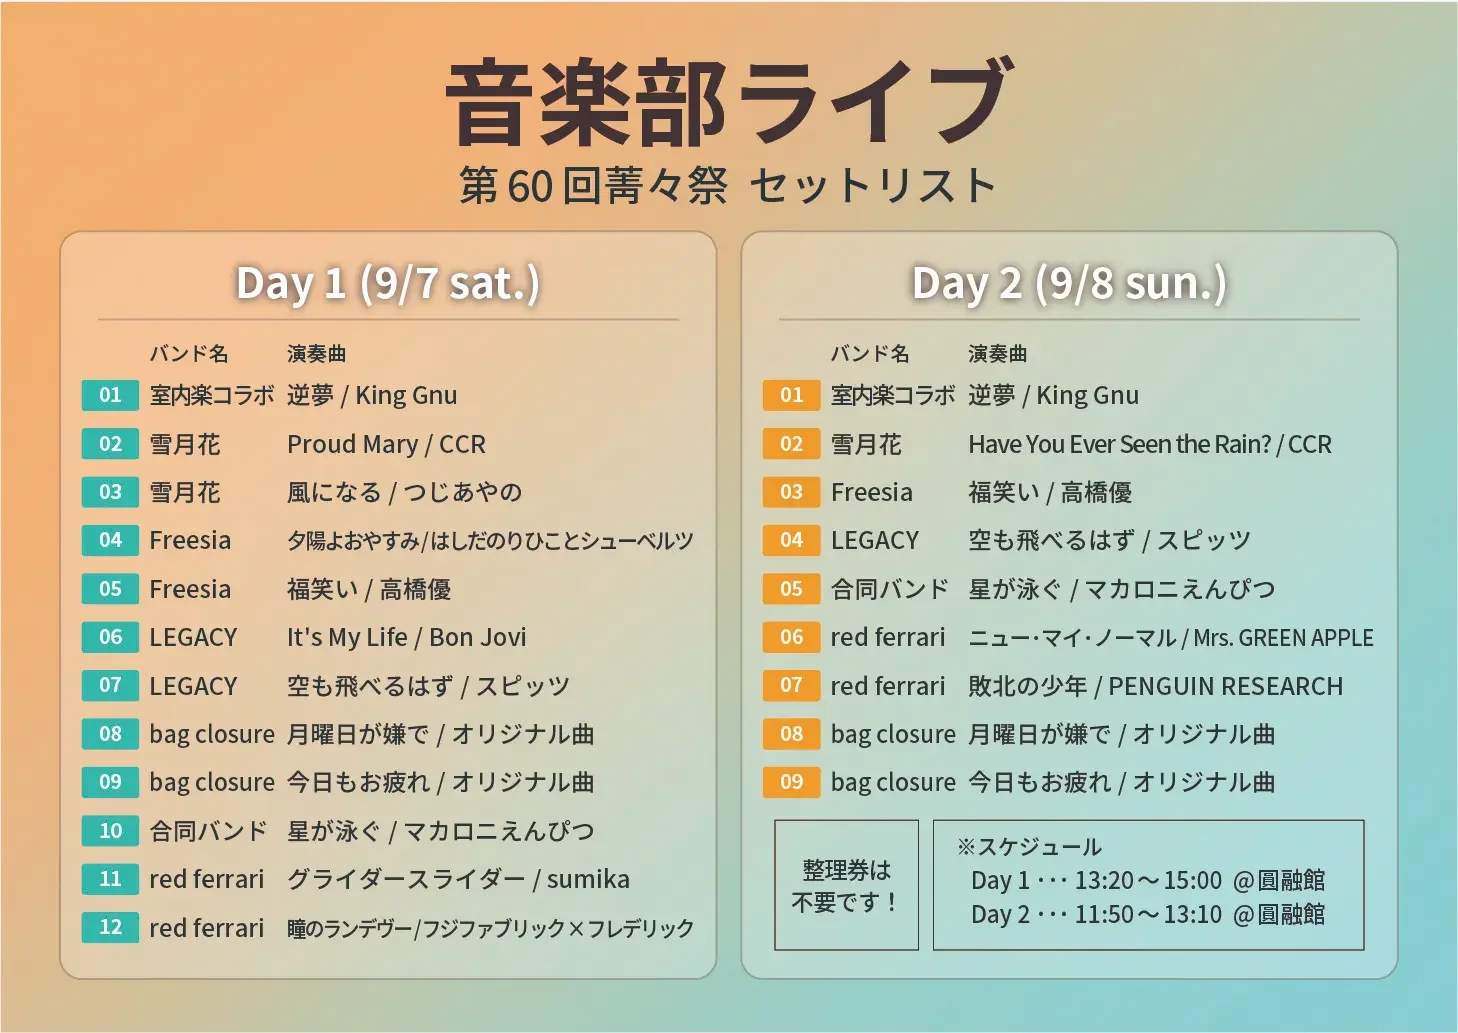 音楽部ライブ
第60回菁々祭 セットリスト
Day 1 (9/7 sat.)
バンド名 演奏曲
01 室内楽コラボ 逆夢 / King Gnu
02 雪月花 Proud Mary / CCR
03 雪月花 風になる / つじあやの
04 Freesia 夕陽よおやすみ/はしだのりひことシューベルツ
05 Freesia 福笑い / 高橋優
06 LEGACY It's My Life / Bon Jovi
07 LEGACY 空も飛べるはず / スピッツ
08 bag closure 月曜日が嫌で / オリジナル曲
09 bag closure 今日もお疲れ / オリジナル曲
10 合同バンド 星が泳ぐ / マカロニえんぴつ
11 red ferrari グライダースライダー / sumika
12 red ferrari 瞳のランデヴー/フジファブリック×フレデリック
Day 2 (9/8 sun.)
バンド名 演奏曲
01 室内楽コラボ 逆夢 / King Gnu
02 雪月花 Have You Ever Seen the Rain? / CCR
03 Freesia 福笑い / 高橋優
04 LEGACY 空も飛べるはず / スピッツ
05 合同バンド 星が泳ぐ / マカロニえんぴつ
06 red ferrari ニュー・マイ・ノーマル / Mrs. GREEN APPLE
07 red ferrari 敗北の少年 / PENGUIN RESEARCH
08 bag closure 月曜日が嫌で / オリジナル曲
09 bag closure 今日もお疲れ / オリジナル曲
整理券は
不要です！
※スケジュール
Day 1 ･･･ 13:20～15:00 @圓融館
Day 2 ･･･ 11:50～13:10 @圓融館